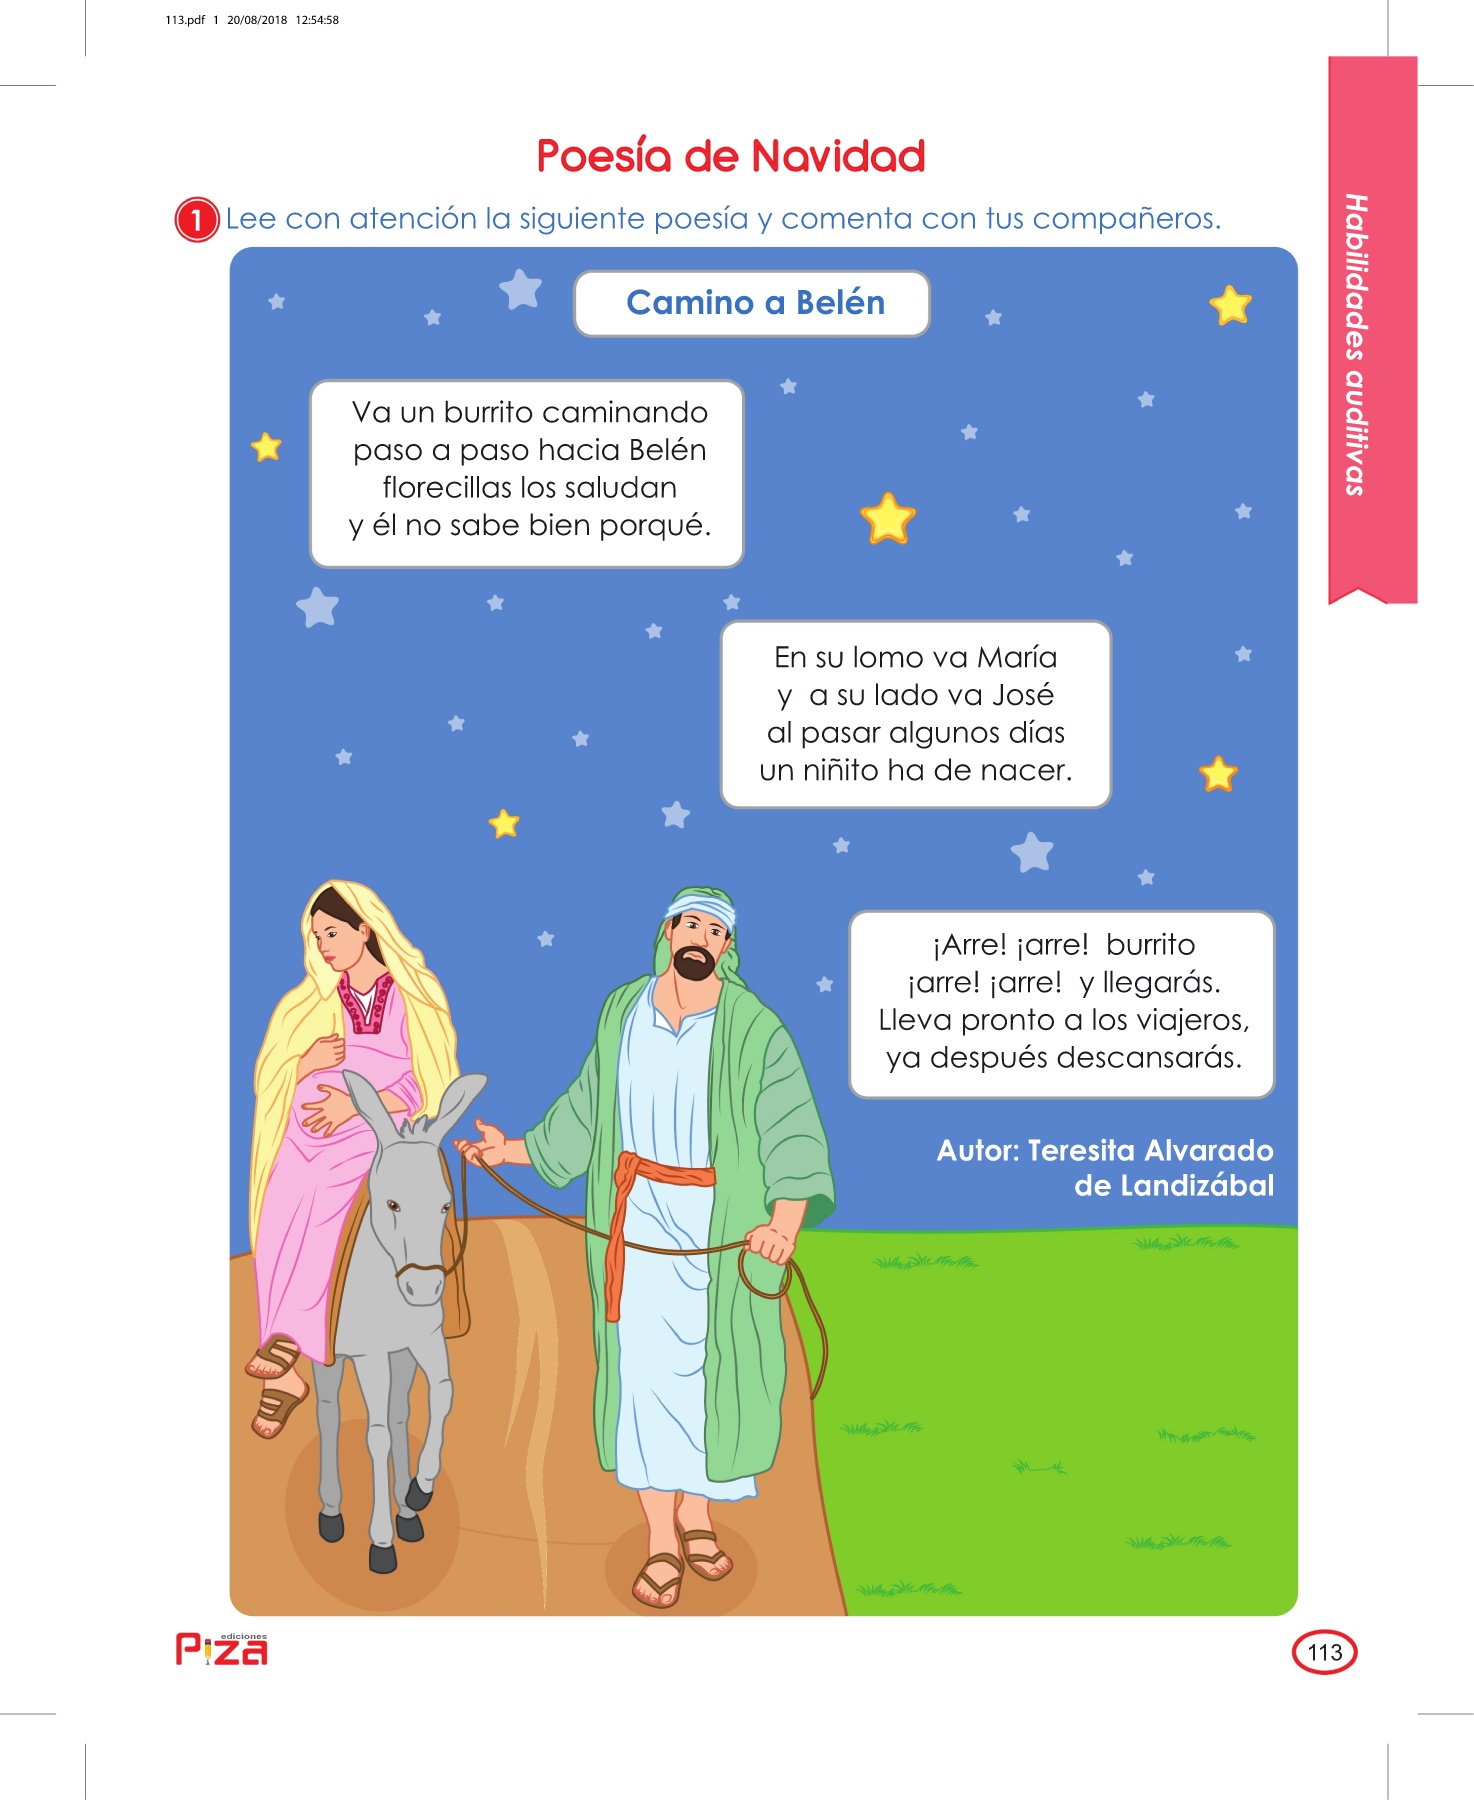 113.pdf 1 20/08/2018 12:54:58
Poesía de Navidad
1 Lee con atención la siguiente poesía y comenta con tus compañeros.
Habilidades auditivas
Camino a Belén
Va un burrito caminando
paso a paso hacia Belén
florecillas los saludan
y él no sabe bien porqué.
En su lomo va María
y a su lado va José
al pasar algunos días
un niñito ha de nacer.
¡Arre! ¡arre! burrito
¡arre! ¡arre! y llegarás.
Lleva pronto a los viajeros,
ya después descansarás.
Autor: Teresita Alvarado
de Landizábal
ediciones
Piza
113